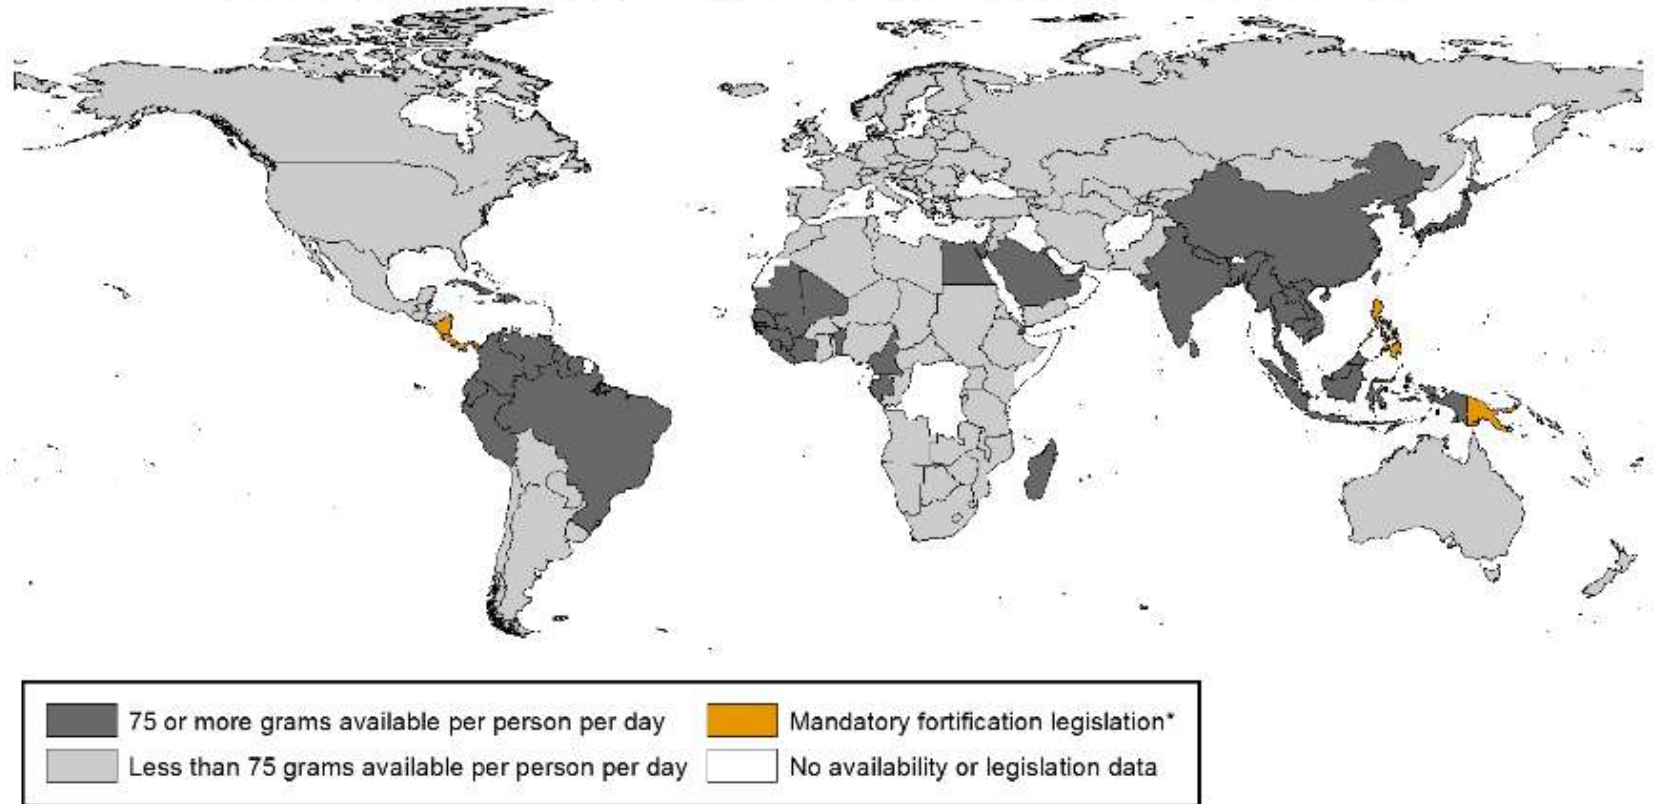 75 or more grams available per person per day
Mandatory fortification legislation*
Less than 75 grams available per person per day
No availability or legislation data